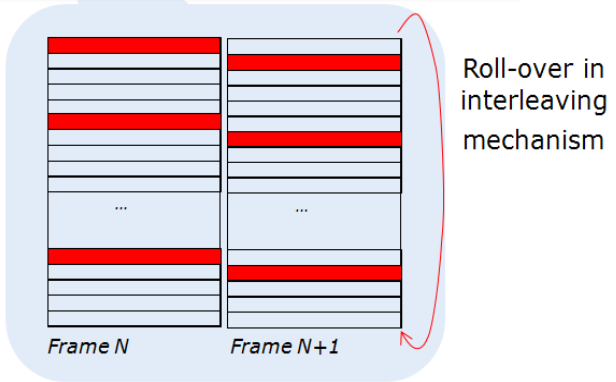 Roll-over in
interleaving
mechanism
... ...
Frame N Frame N+1